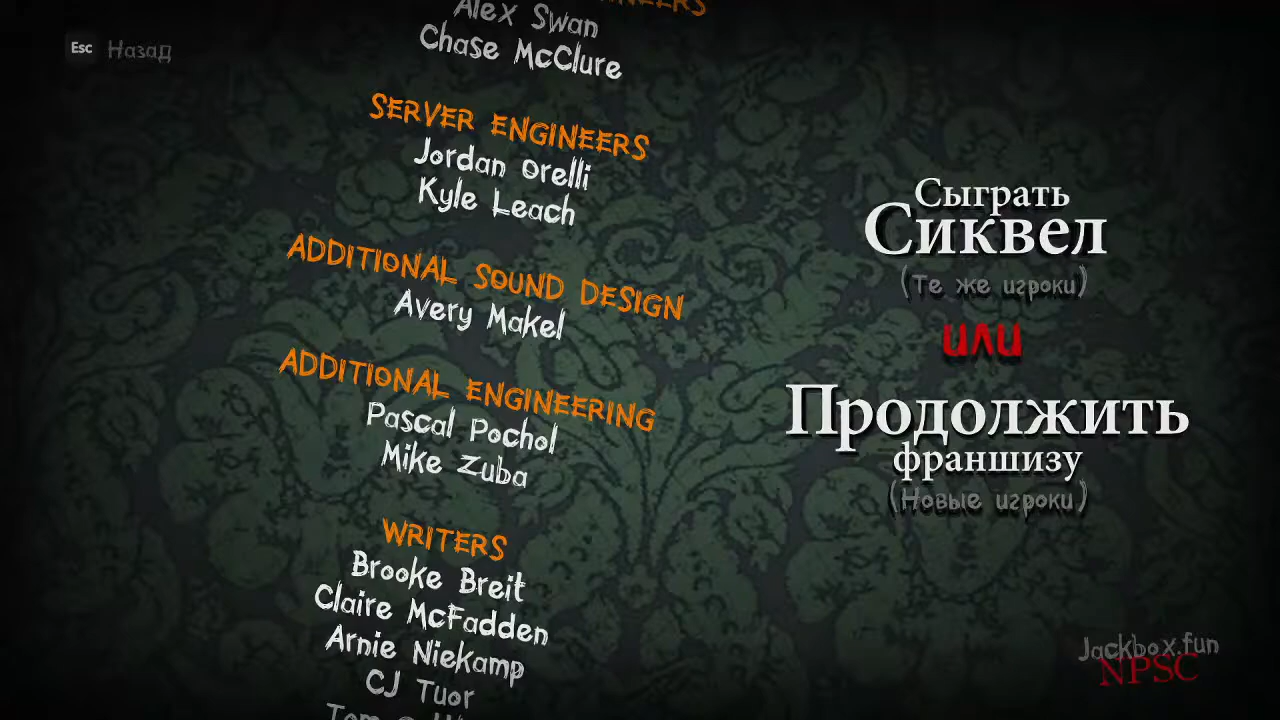 Esc Назад
Alex Swan
Chase McClure
SERVER ENGINEERS
Jordan Orelli
Kyle Leach
ADDITIONAL SOUND DESIGN
Avery Makel
ADDITIONAL ENGINEERING
Pascal Pochol
Mike Zuba
WRITERS
Brooke Breit
Claire McFadden
Arnie Niekamp
CJ Tuor
Сыграть
Сиквел
(Те же игроки)
или
Продолжить
франшизу
(Новые игроки)
Jackbox.fun
NPSC